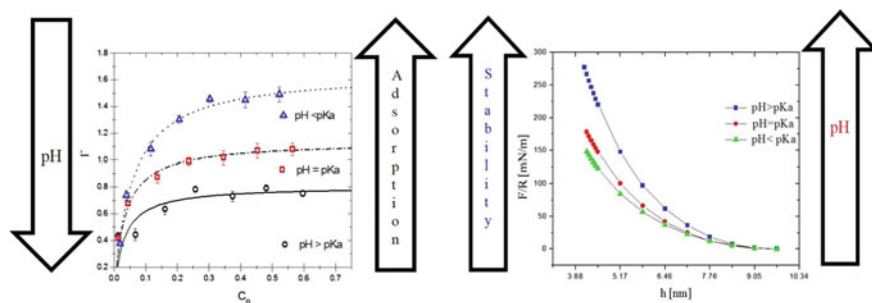 pH
1.8
1.6
1.4
1.2
1.0
0.8
0.6
0.4
0.2
0.0 0.1 0.2 0.3 0.4 0.5 0.6 0.7
Γ
pH <pKa
pH = pKa
pH > pKa
Adsorption
Stability
300
250
200
150
100
50
0
F/R [mN/m]
pH>pKa
pH=pKa
pH< pKa
3.88 5.17 6.46 7.76 9.05 10.34
h [nm]
pH